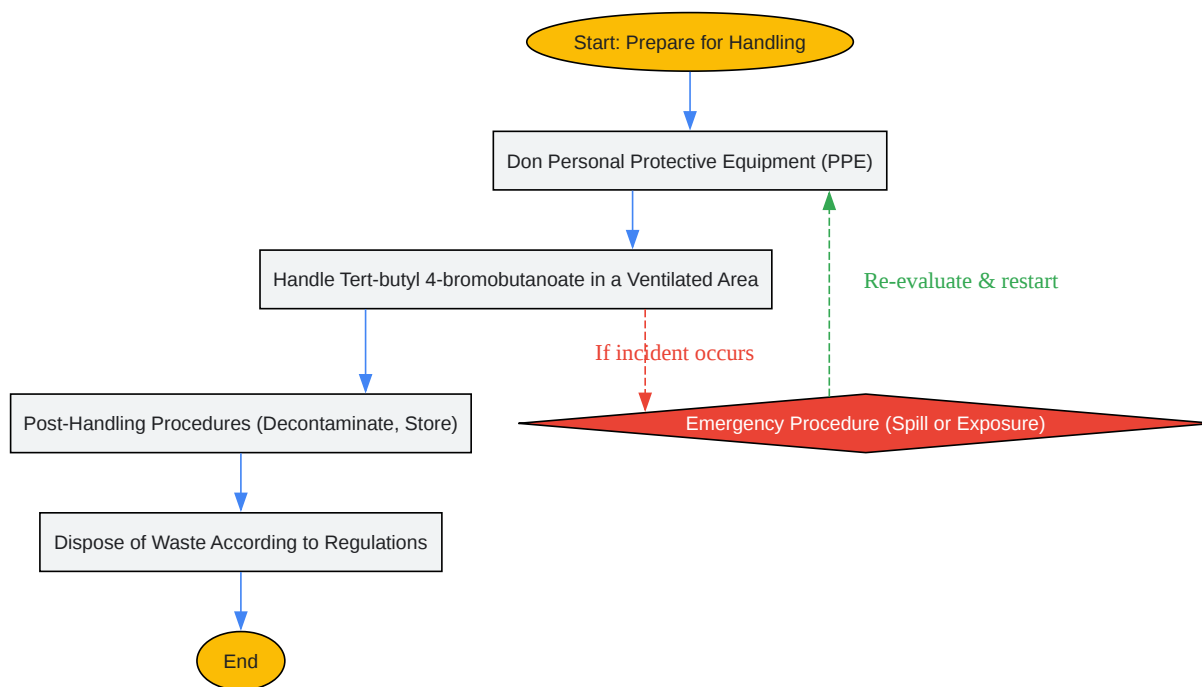 Start: Prepare for Handling
Don Personal Protective Equipment (PPE)
Handle Tert-butyl 4-bromobutanoate in a Ventilated Area
Re-evaluate & restart
If incident occurs
Post-Handling Procedures (Decontaminate, Store)
Emergency Procedure (Spill or Exposure)
Dispose of Waste According to Regulations
End